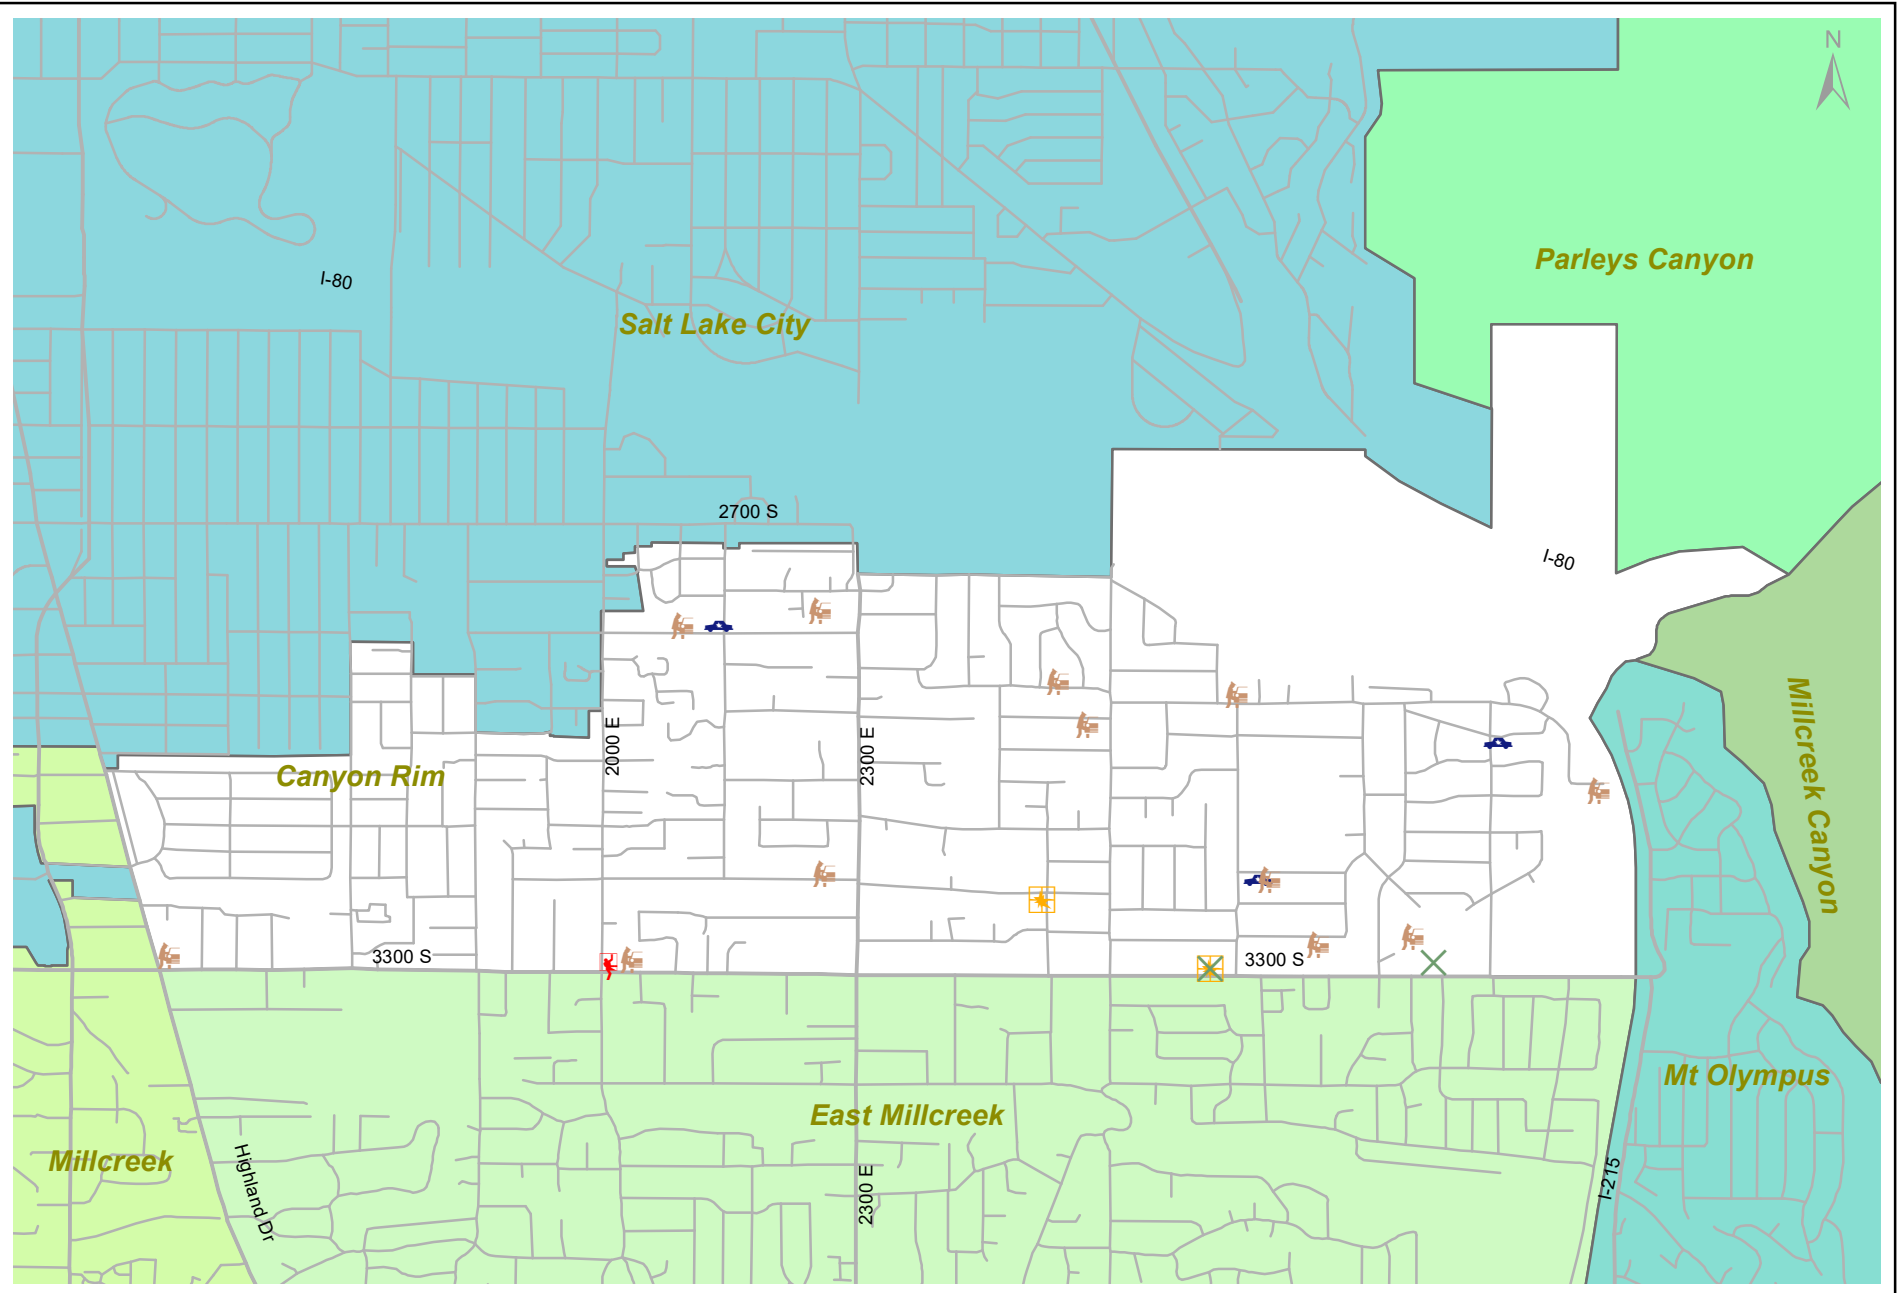 N
Parleys Canyon
I-80
Salt Lake City
2700 S
I-80
Millcreek Canyon
2000 E
2300 E
Canyon Rim
3300 S
3300 S
Mt Olympus
East Millcreek
Millcreek
Highland Dr
2300 E
I-215